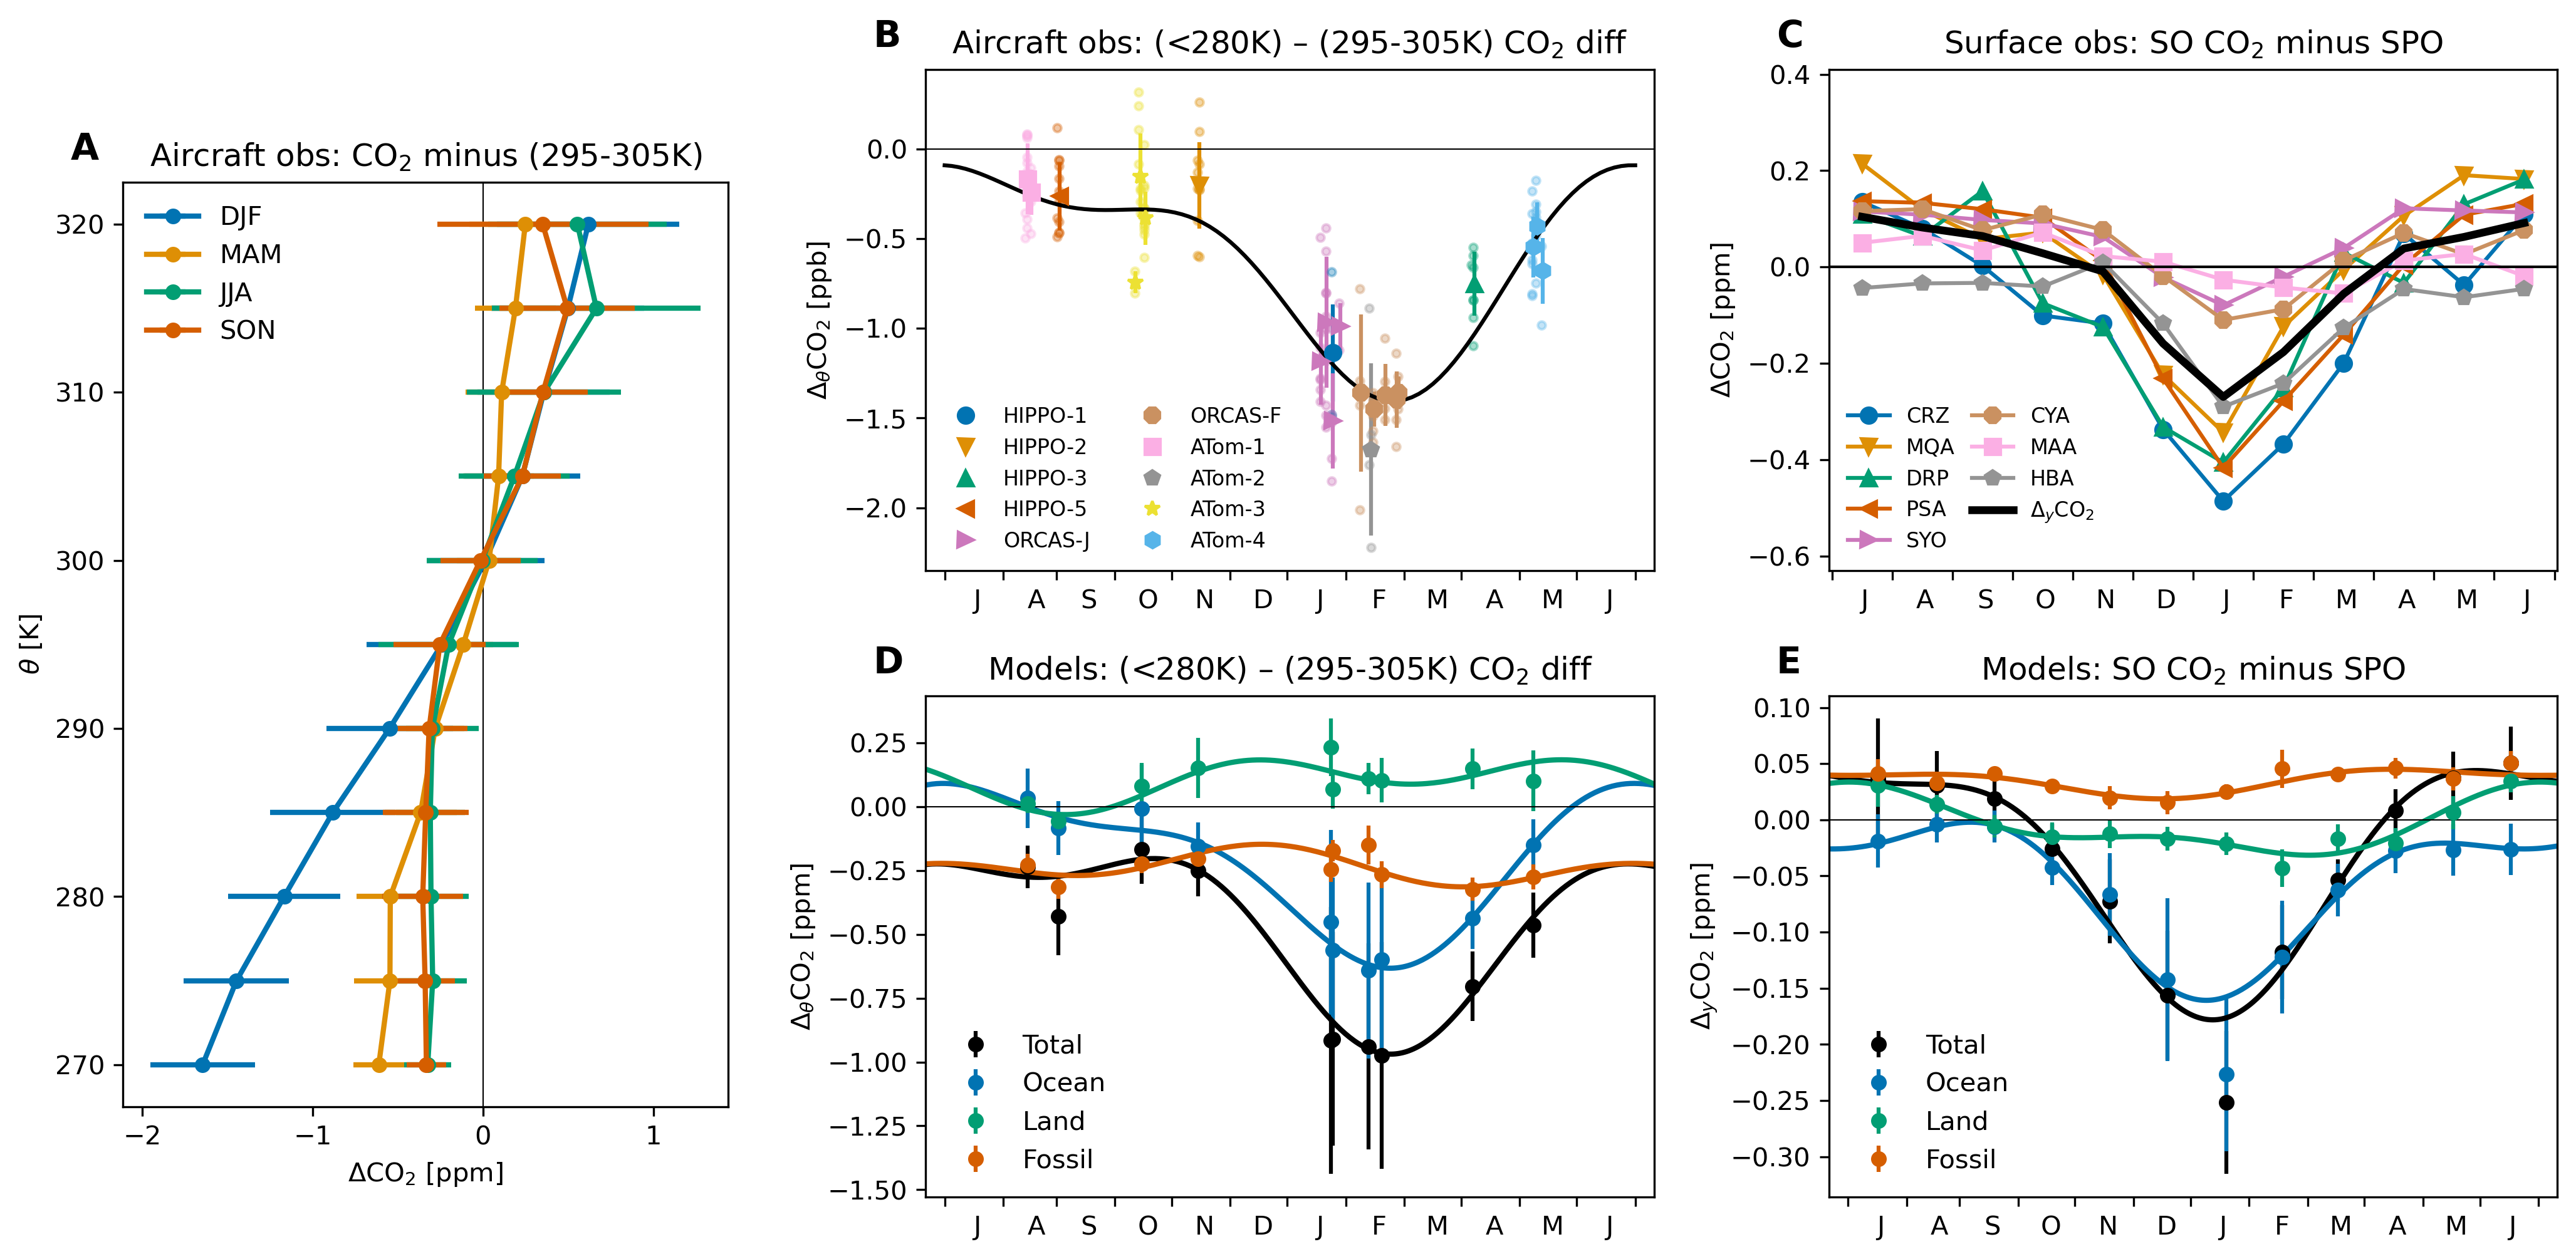 A
Aircraft obs: CO₂ minus (295-305K)
DJF
MAM
JJA
SON
320
310
300
290
280
270
θ [K]
−2
−1
0
1
ΔCO₂ [ppm]
B
Aircraft obs: (<280K) – (295-305K) CO₂ diff
0.0
−0.5
−1.0
−1.5
−2.0
Δ_θCO₂ [ppb]
HIPPO-1
HIPPO-2
HIPPO-3
HIPPO-5
ORCAS-J
ORCAS-F
ATom-1
ATom-2
ATom-3
ATom-4
J A S O N D J F M A M J
C
Surface obs: SO CO₂ minus SPO
0.4
0.2
0.0
−0.2
−0.4
−0.6
ΔCO₂ [ppm]
CRZ
MQA
DRP
PSA
SYO
CYA
MAA
HBA
Δ_yCO₂
J A S O N D J F M A M J
D
Models: (<280K) – (295-305K) CO₂ diff
0.25
0.00
−0.25
−0.50
−0.75
−1.00
−1.25
−1.50
Δ_θCO₂ [ppm]
Total
Ocean
Land
Fossil
J A S O N D J F M A M J
E
Models: SO CO₂ minus SPO
0.10
0.05
0.00
−0.05
−0.10
−0.15
−0.20
−0.25
−0.30
Δ_yCO₂ [ppm]
Total
Ocean
Land
Fossil
J A S O N D J F M A M J